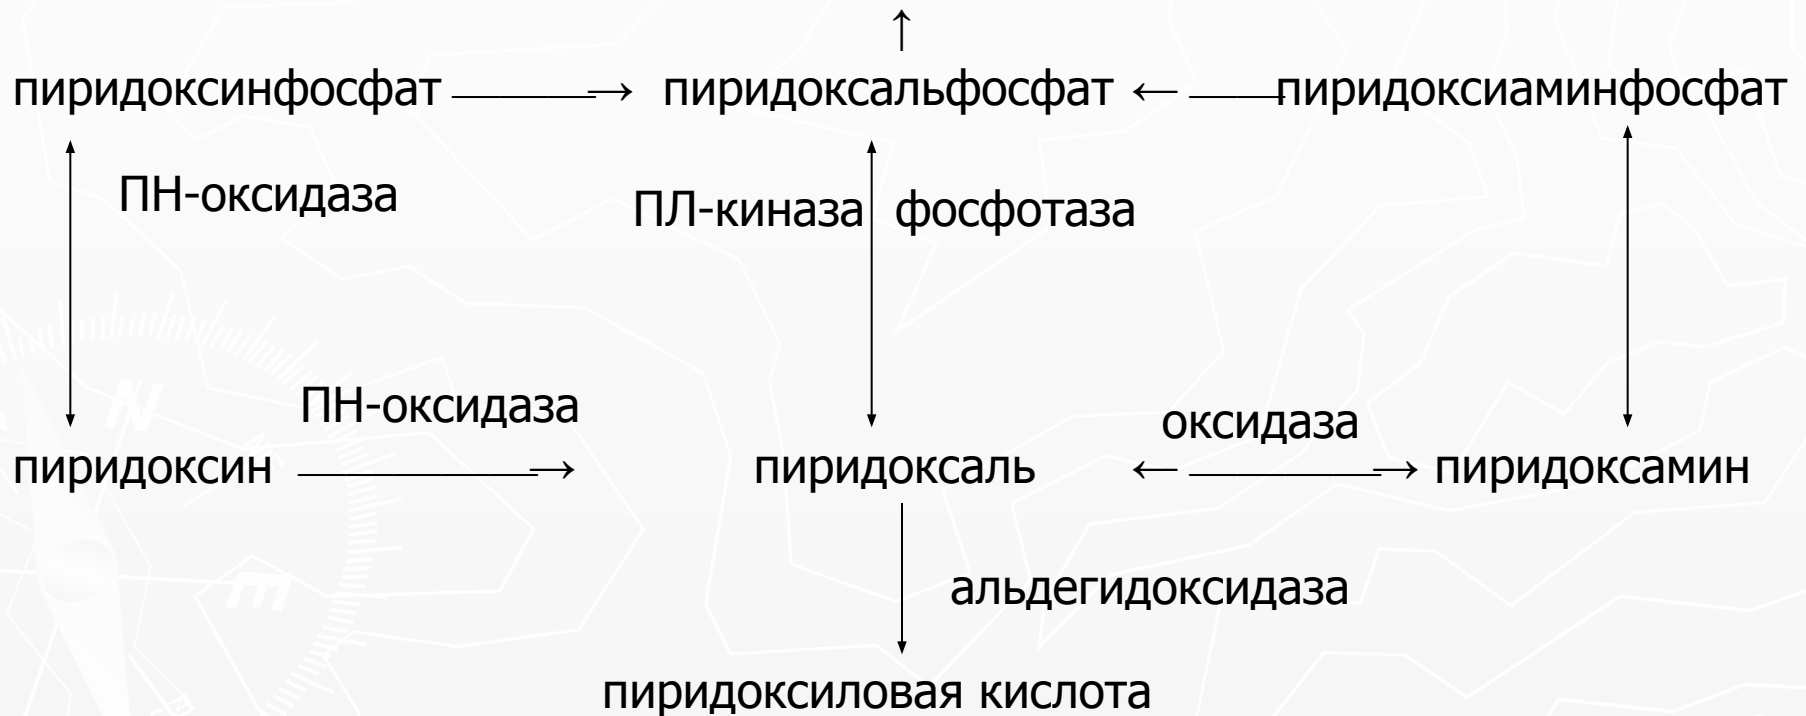 ↑
пиридоксинфосфат ———→ пиридоксальфосфат ← ——пиридоксиаминфосфат
ПН-оксидаза ПЛ-киназа фосфотаза
ПН-оксидаза оксидаза
пиридоксин —————→ пиридоксаль ← ————→ пиридоксамин
альдегидоксидаза
пиридоксиловая кислота
N
E